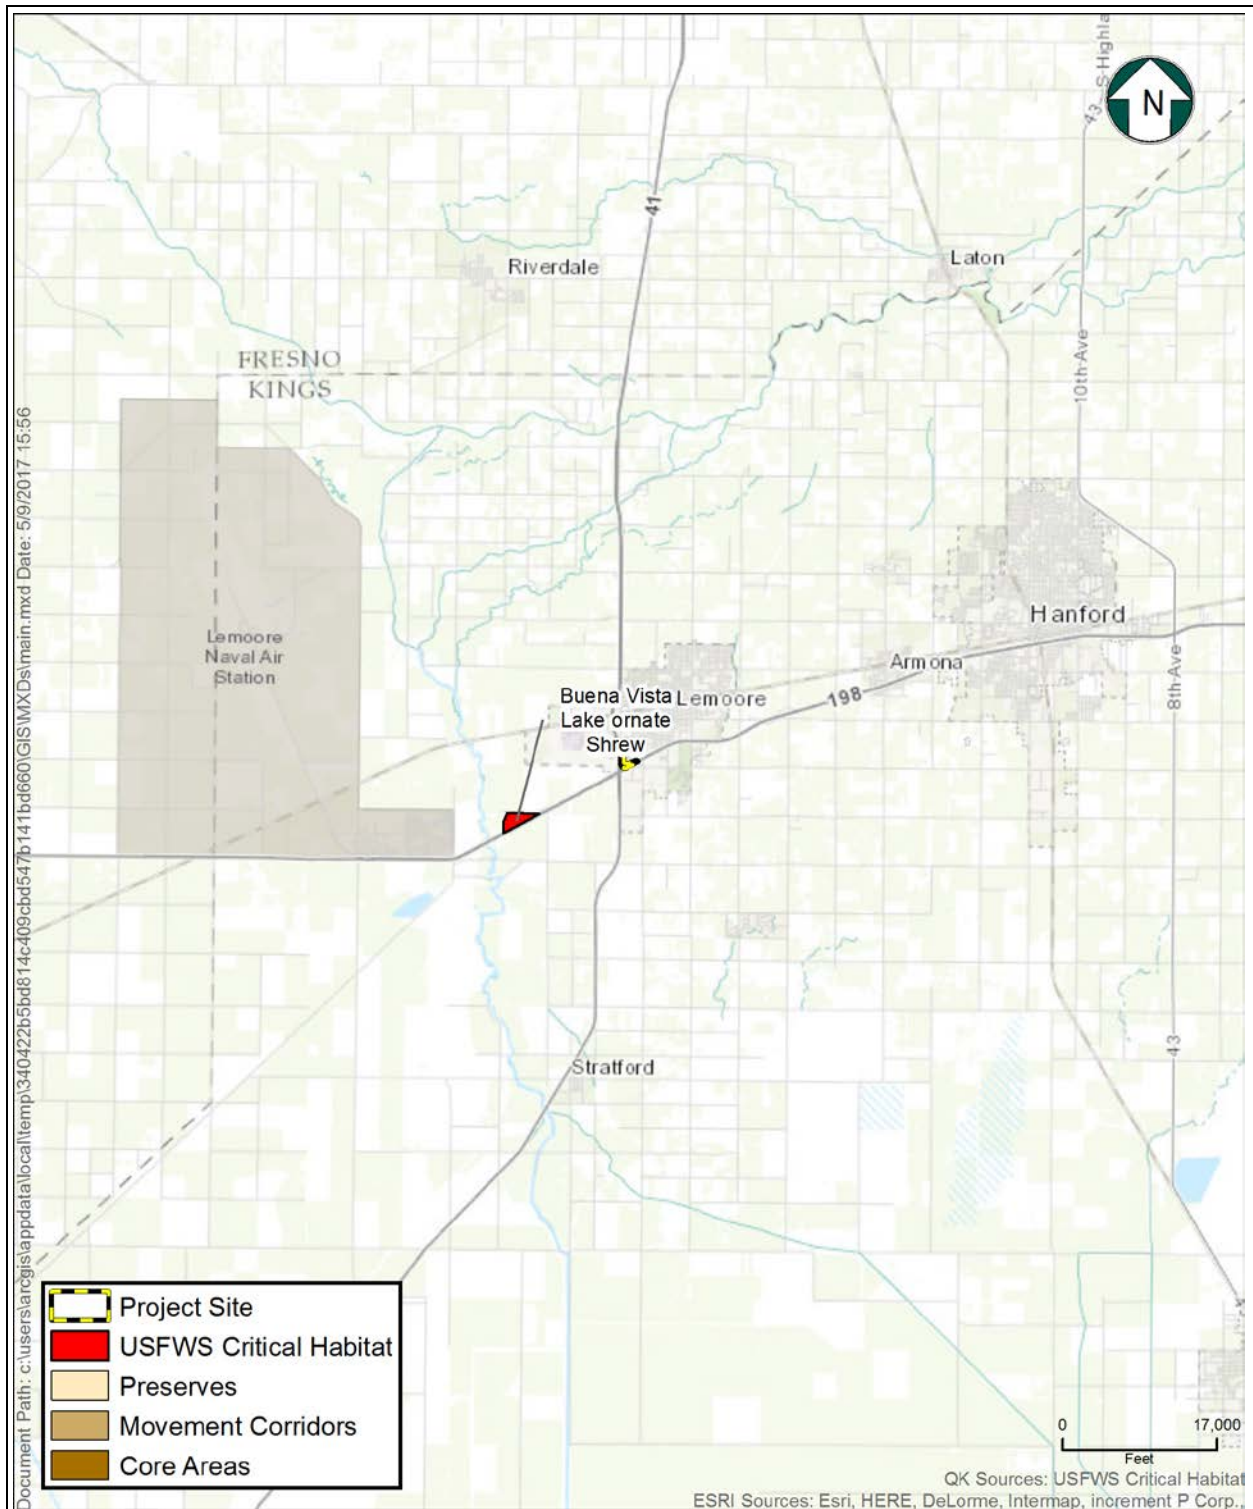 43
S Highla
N
41
Laton
Riverdale
10th Ave
FRESNO
KINGS
Hanford
Lemoore
Naval Air
Station
Armona
8th Ave
Buena Vista
Lake ornate
Shrew
Lemoore
198
43
Stratford
Project Site
USFWS Critical Habitat
Preserves
Movement Corridors
Core Areas
0 17,000
Feet
QK Sources: USFWS Critical Habitat
ESRI Sources: Esri, HERE, DeLorme, Intermap, increment P Corp.,
Document Path: c:\users\arcgis\appdata\local\temp\340422b5bd814c409cbd547b141bd660\GIS\MXDs\main.mxd Date: 5/9/2017 15:56